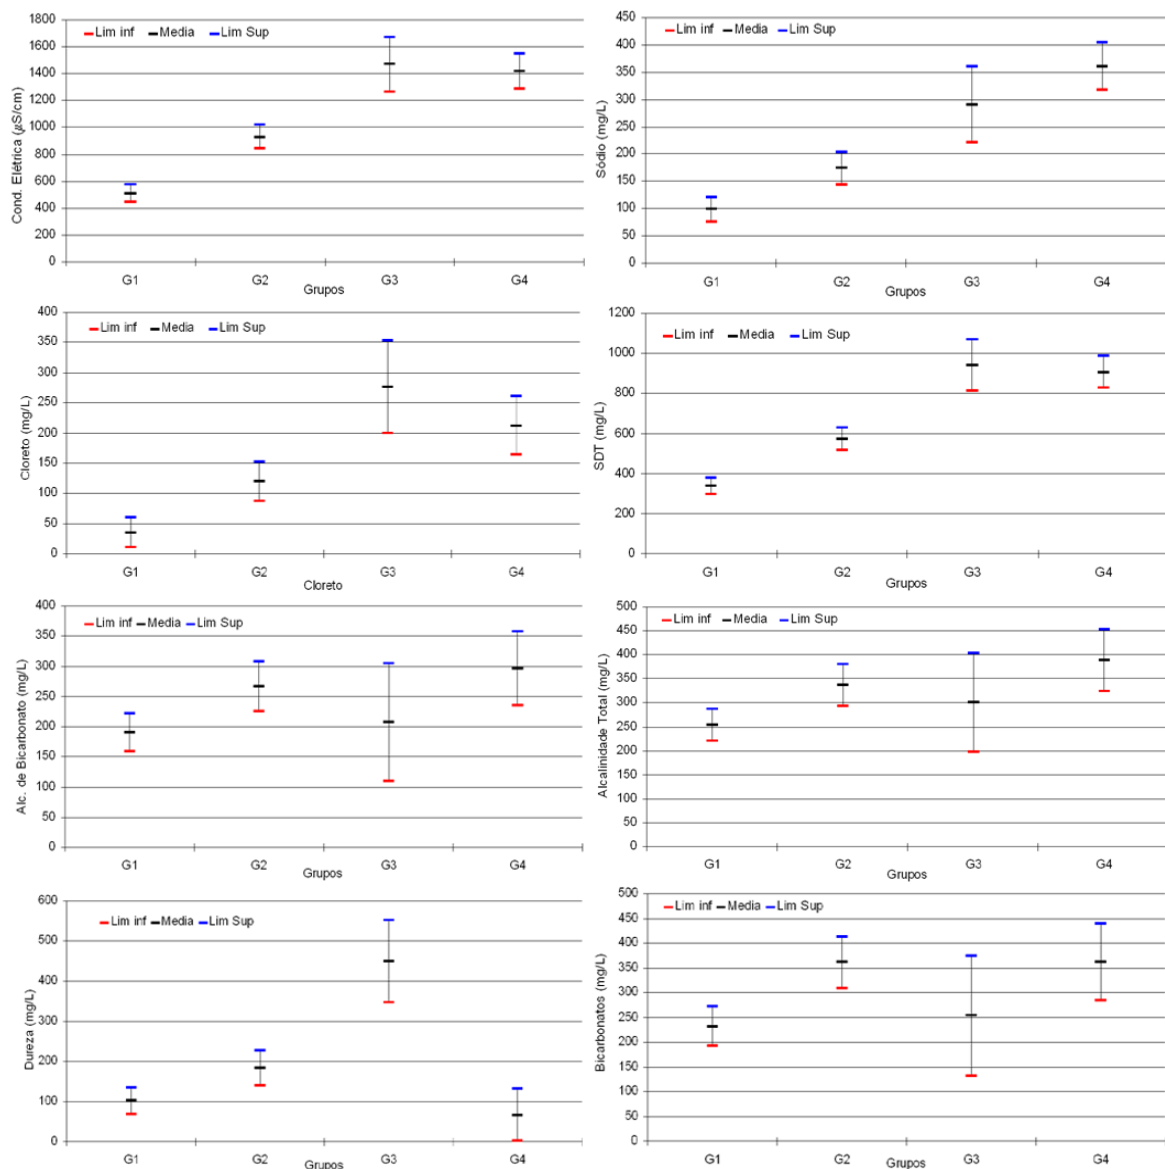 1800
1600
1400
1200
1000
800
600
400
200
0
Cond. Elétrica (µS/cm)
Lim inf Media Lim Sup
G1 G2 G3 G4
Grupos
450
400
350
300
250
200
150
100
50
0
Sódio (mg/L)
Lim inf Media Lim Sup
G1 G2 G3 G4
Grupos
400
350
300
250
200
150
100
50
0
Cloreto (mg/L)
Lim inf Media Lim Sup
G1 G2 G3 G4
Cloreto
1200
1000
800
600
400
200
0
SDT (mg/L)
Lim inf Media Lim Sup
G1 G2 G3 G4
Grupos
400
350
300
250
200
150
100
50
0
Alc. de Bicarbonato (mg/L)
Lim inf Media Lim Sup
G1 G2 G3 G4
Grupos
500
450
400
350
300
250
200
150
100
50
0
Alcalinidade Total (mg/L)
Lim inf Media Lim Sup
G1 G2 G3 G4
Grupos
600
500
400
300
200
100
0
Dureza (mg/L)
Lim inf Media Lim Sup
G1 G2 G3 G4
Grupos
500
450
400
350
300
250
200
150
100
50
0
Bicarbonatos (mg/L)
Lim inf Media Lim Sup
G1 G2 G3 G4
Grupos